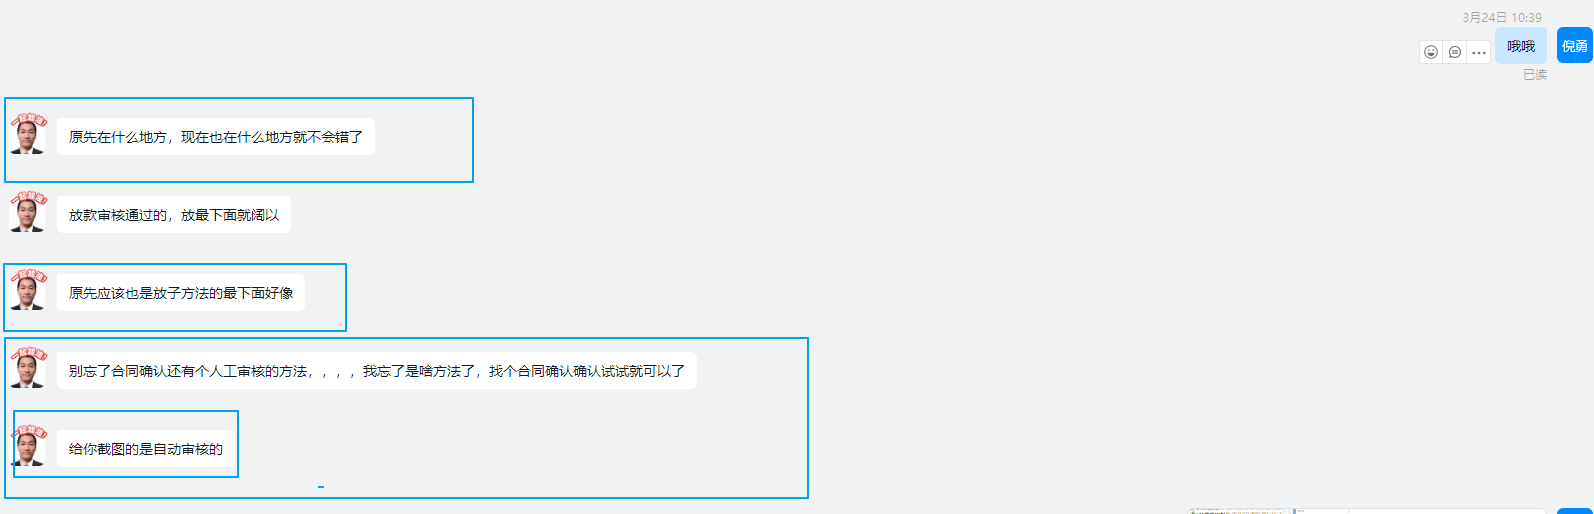 3月24日 10:39
哦哦
倪勇
已读
原先在什么地方，现在也在什么地方就不会错了
放款审核通过的，放最下面就阔以
原先应该也是放子方法的最下面好像
别忘了合同确认还有个人工审核的方法，，，，我忘了是啥方法了，找个合同确认确认试试就可以了
给你截图的是自动审核的